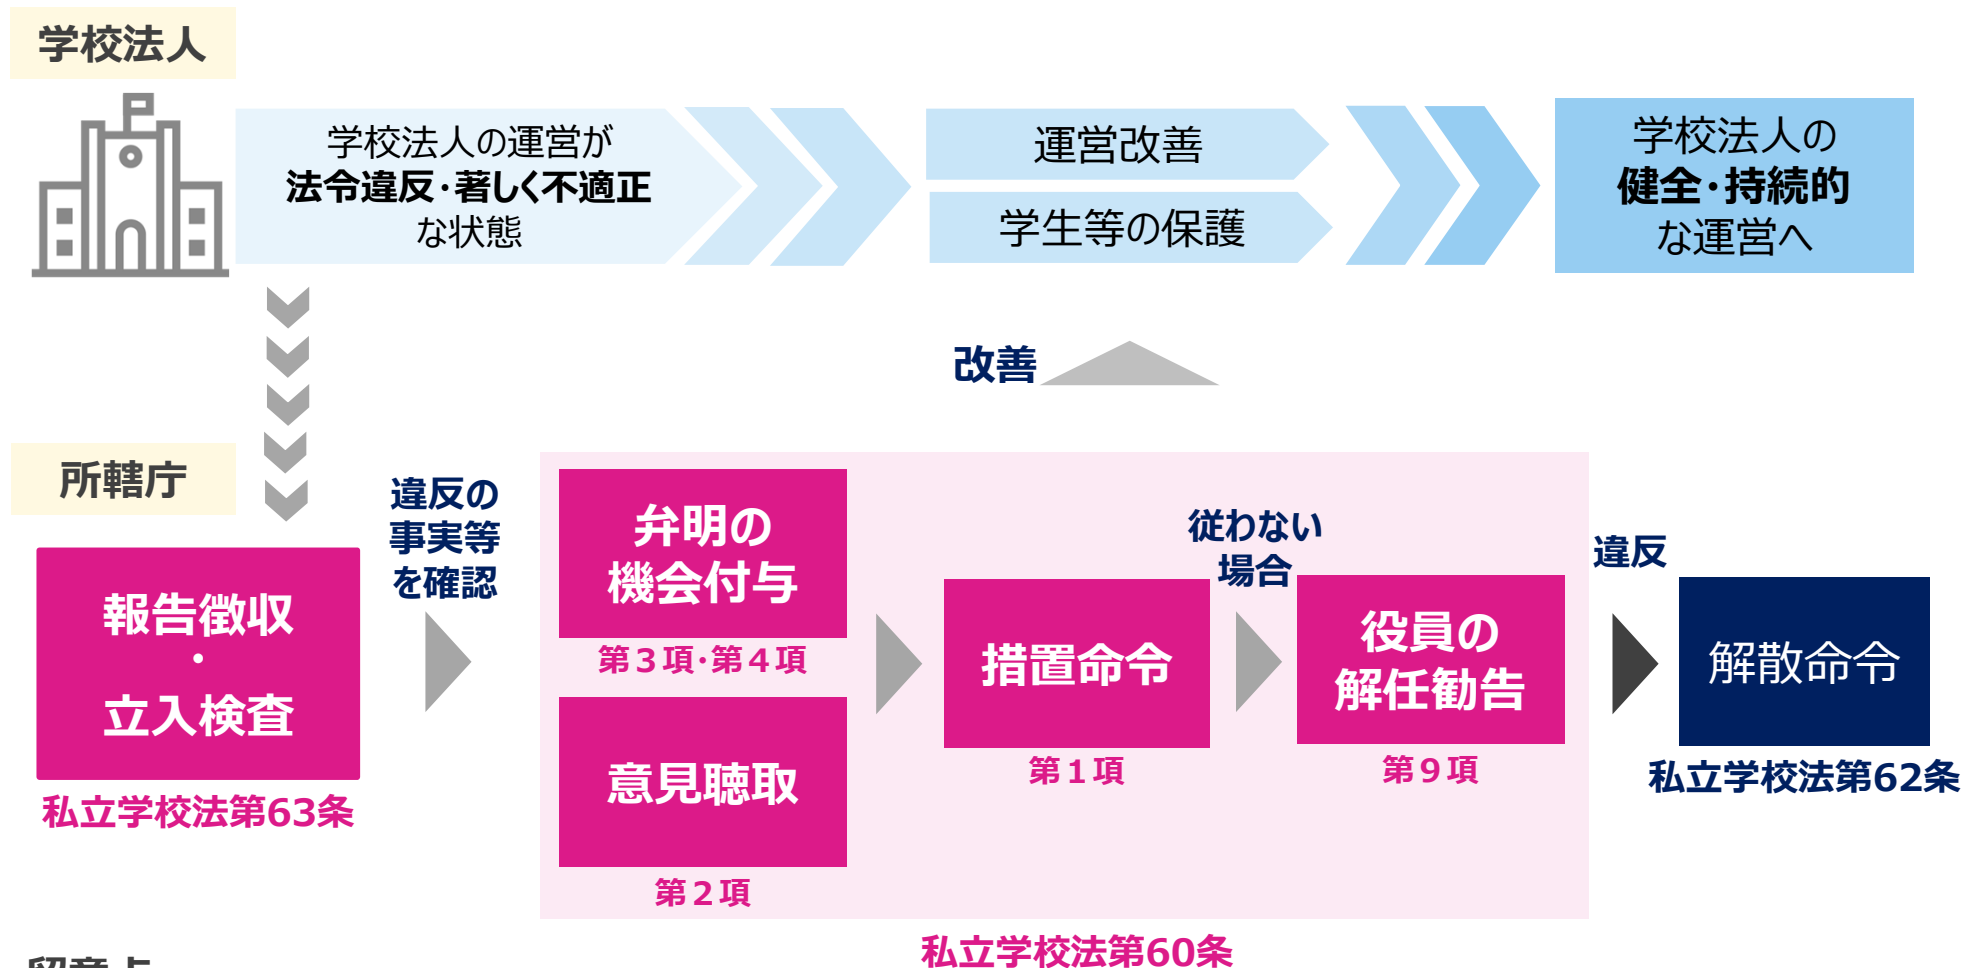 学校法人
学校法人の運営が
法令違反・著しく不適正
な状態
運営改善
学生等の保護
学校法人の
健全・持続的
な運営へ
改善
所轄庁
報告徴収
・
立入検査
私立学校法第63条
違反の
事実等
を確認
弁明の
機会付与
第３項・第４項
意見聴取
第２項
措置命令
第１項
従わない
場合
役員の
解任勧告
第９項
私立学校法第60条
違反
解散命令
私立学校法第62条
留意点